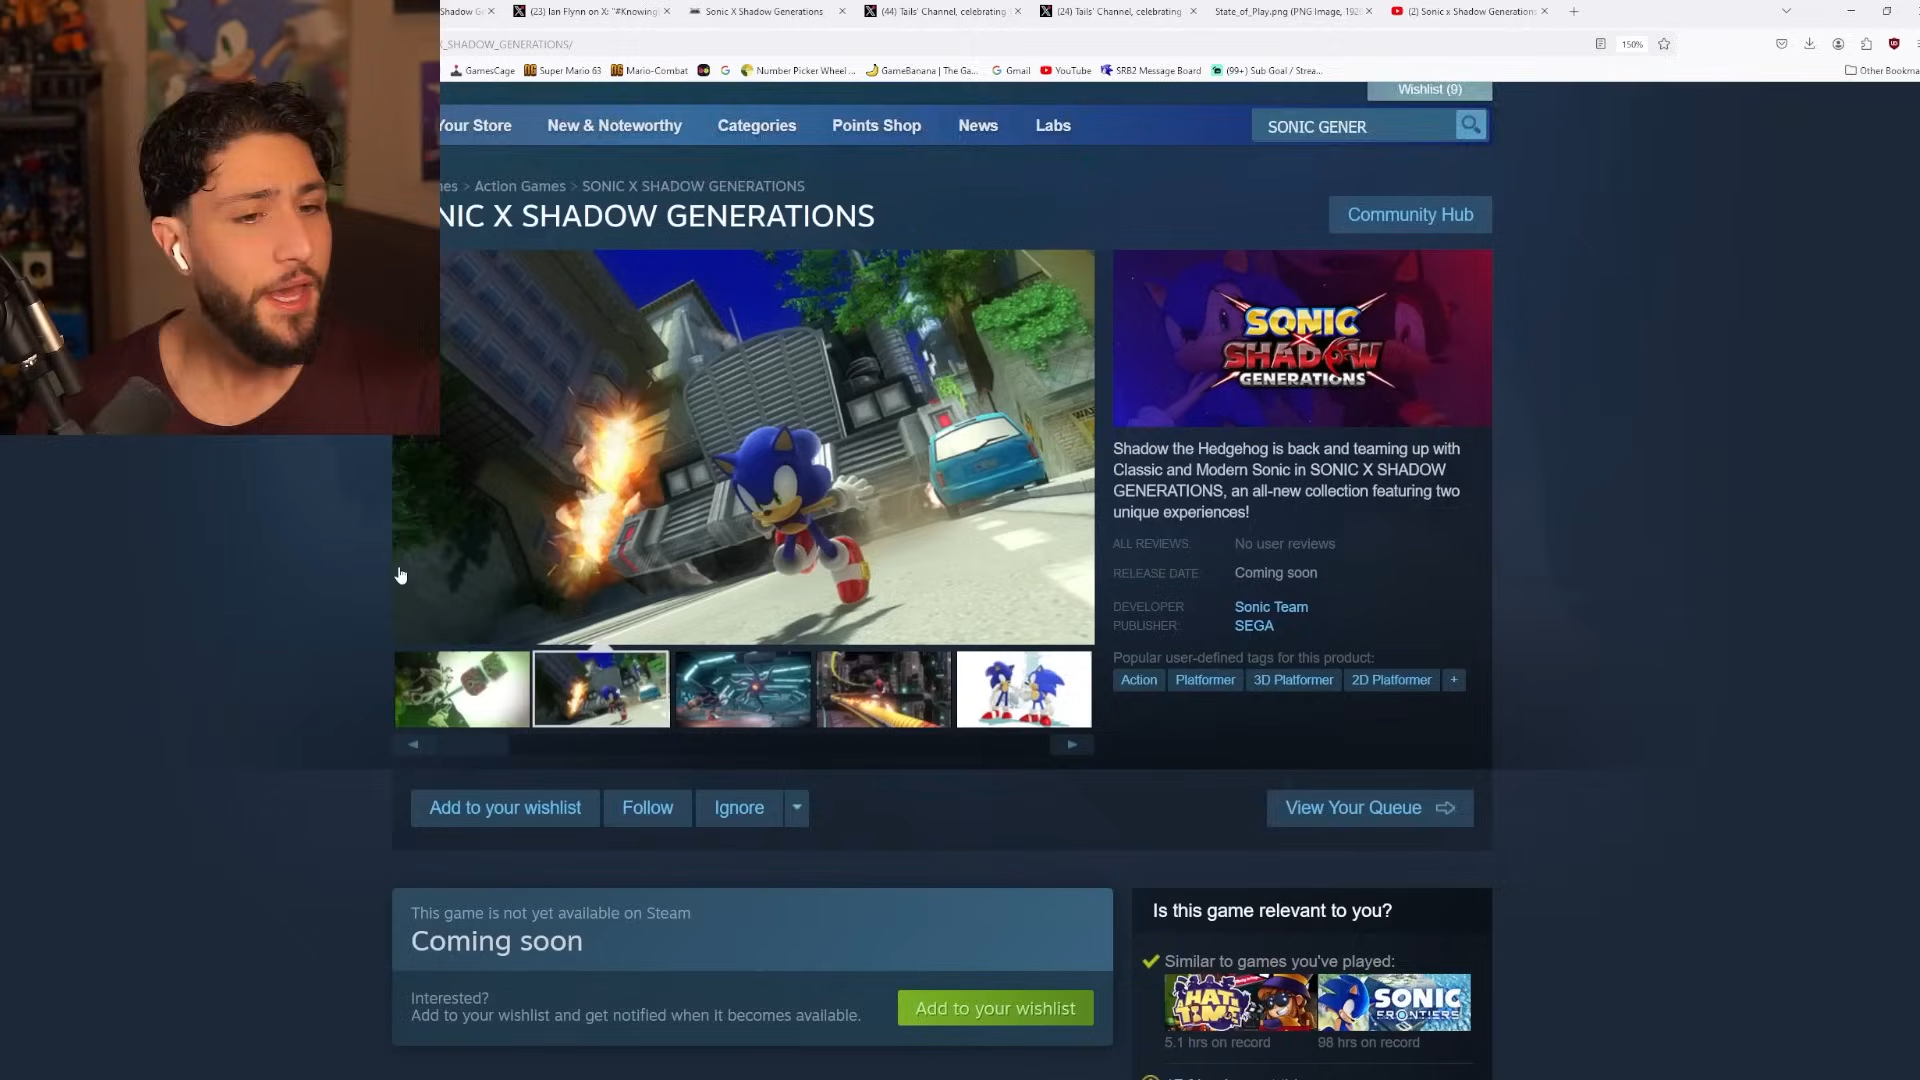 Shadow Ge
(23) Ian Flynn on X: "#Knowing
Sonic X Shadow Generations
(44) Tails' Channel, celebrating
(24) Tails' Channel, celebrating
State_of_Play.png (PNG Image, 192
(2) Sonic x Shadow Generations
_SHADOW_GENERATIONS/
150%
GamesCage
Super Mario 63
Mario-Combat
Number Picker Wheel ...
GameBanana | The Ga...
Gmail
YouTube
SRB2 Message Board
(99+) Sub Goal / Strea...
Other Bookma
Wishlist (9)
Your Store
New & Noteworthy
Categories
Points Shop
News
Labs
SONIC GENER
mes > Action Games > SONIC X SHADOW GENERATIONS
NIC X SHADOW GENERATIONS
Community Hub
SONIC
X
SHADOW
GENERATIONS
Shadow the Hedgehog is back and teaming up with
Classic and Modern Sonic in SONIC X SHADOW
GENERATIONS, an all-new collection featuring two
unique experiences!
ALL REVIEWS: No user reviews
RELEASE DATE: Coming soon
DEVELOPER: Sonic Team
PUBLISHER: SEGA
Popular user-defined tags for this product:
Action Platformer 3D Platformer 2D Platformer +
Add to your wishlist
Follow
Ignore
View Your Queue
This game is not yet available on Steam
Coming soon
Interested?
Add to your wishlist and get notified when it becomes available.
Add to your wishlist
Is this game relevant to you?
Similar to games you've played:
HAT
TIME
SONIC
FRONTIERS
5.1 hrs on record
98 hrs on record